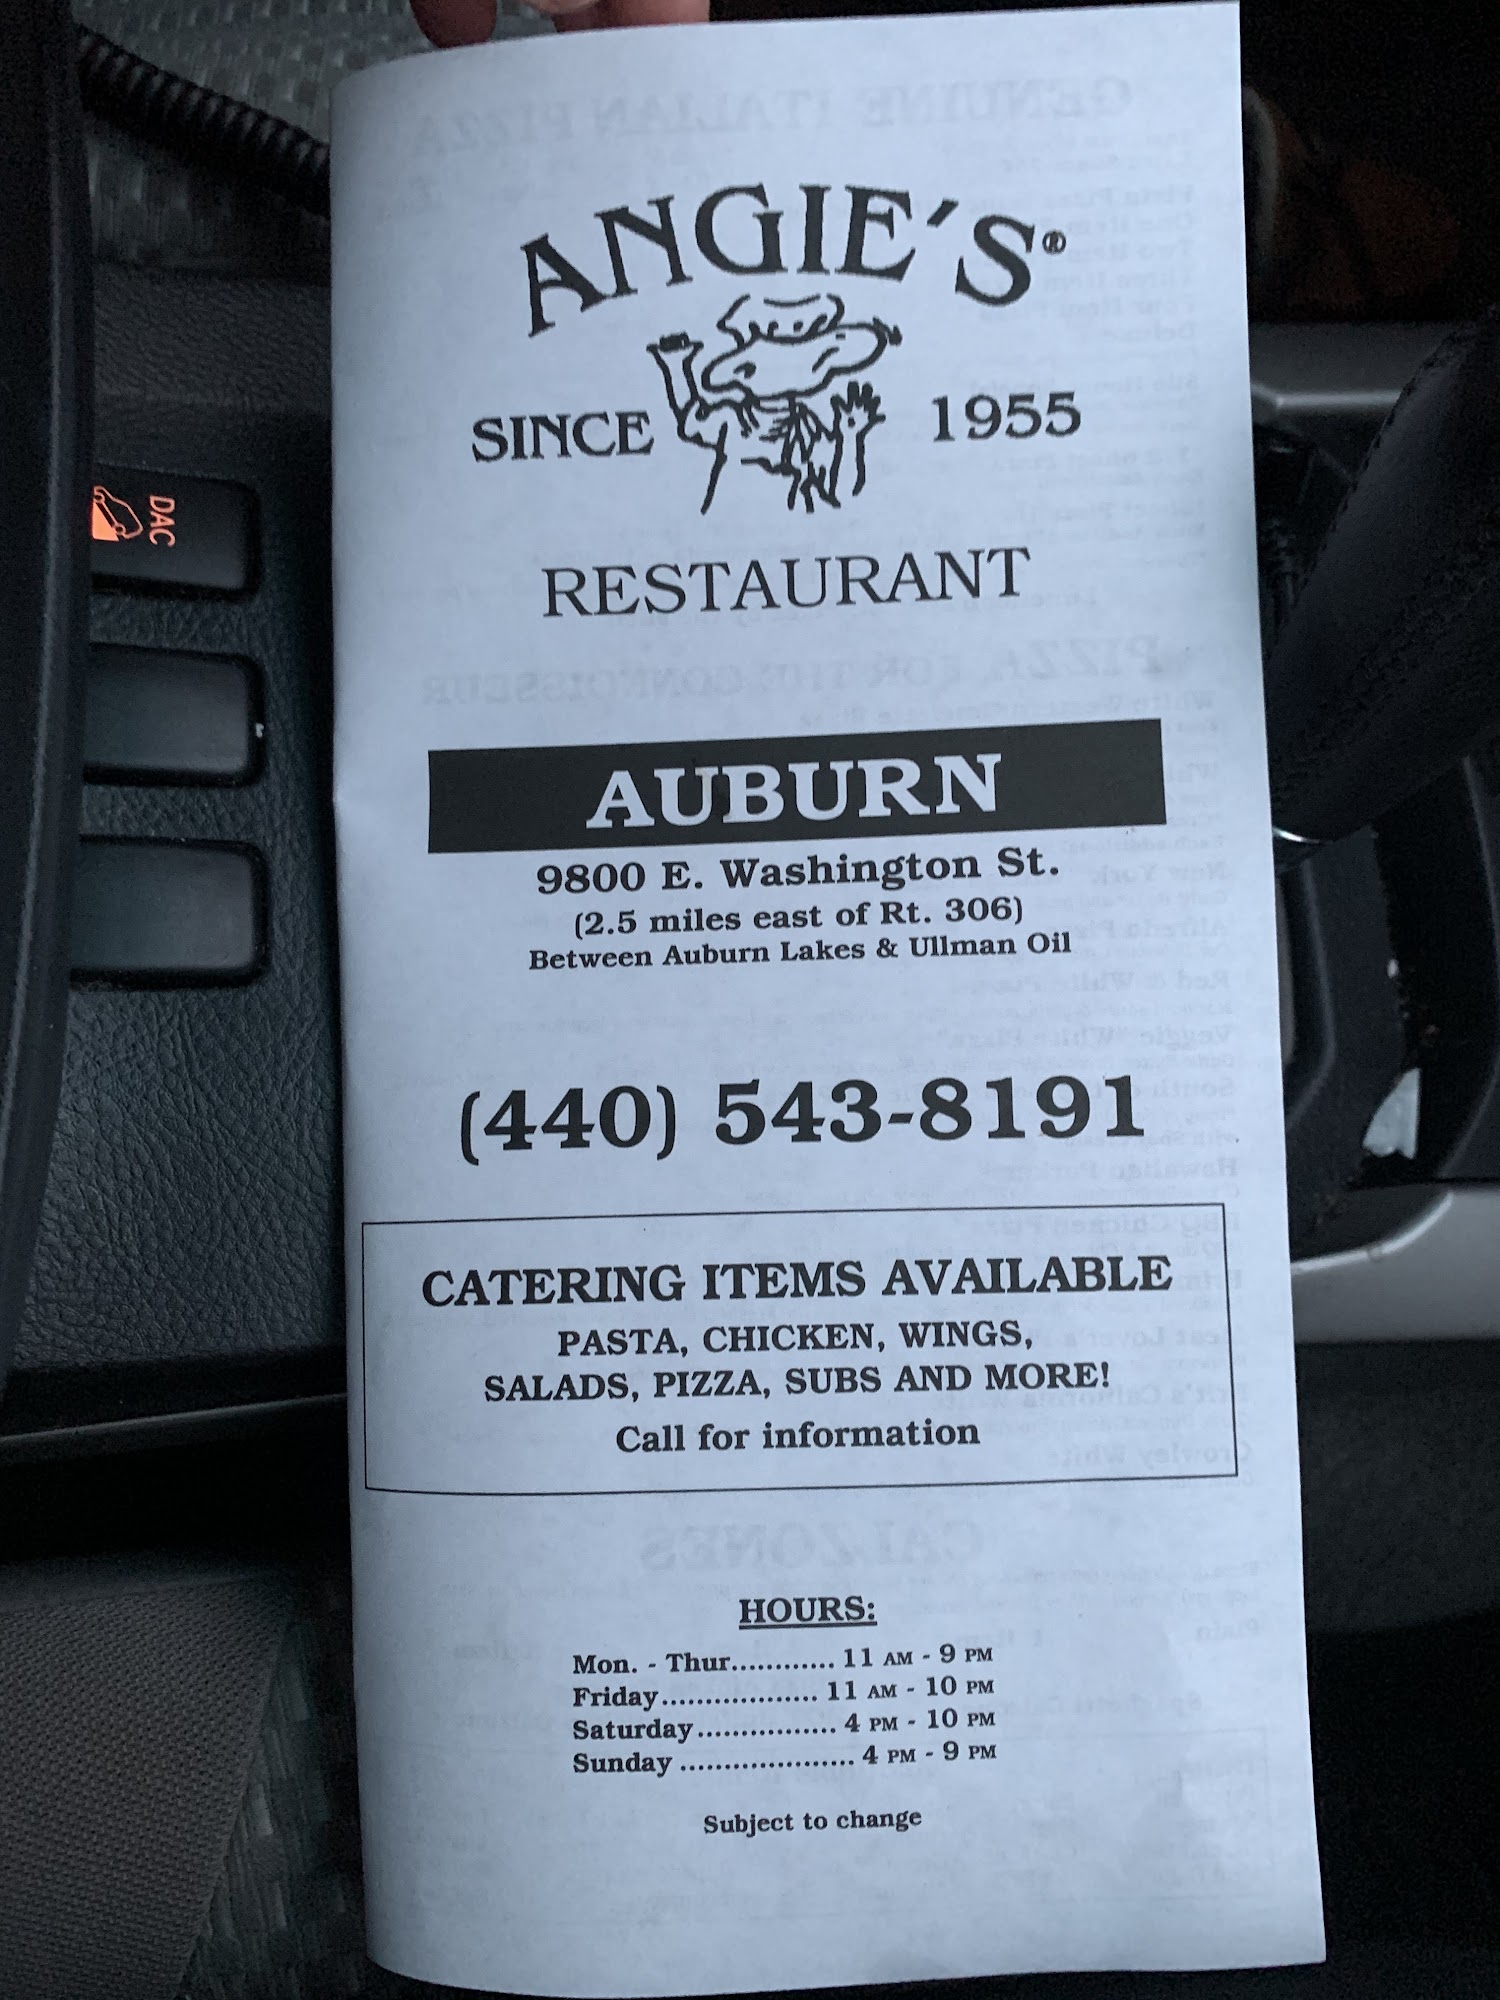 ANGIE'S®
SINCE 1955
RESTAURANT
AUBURN
9800 E. Washington St.
(2.5 miles east of Rt. 306)
Between Auburn Lakes & Ullman Oil
(440) 543-8191
CATERING ITEMS AVAILABLE
PASTA, CHICKEN, WINGS,
SALADS, PIZZA, SUBS AND MORE!
Call for information
HOURS:
Mon. - Thur............ 11 AM - 9 PM
Friday.................. 11 AM - 10 PM
Saturday................ 4 PM - 10 PM
Sunday .................... 4 PM - 9 PM
Subject to change
DAC